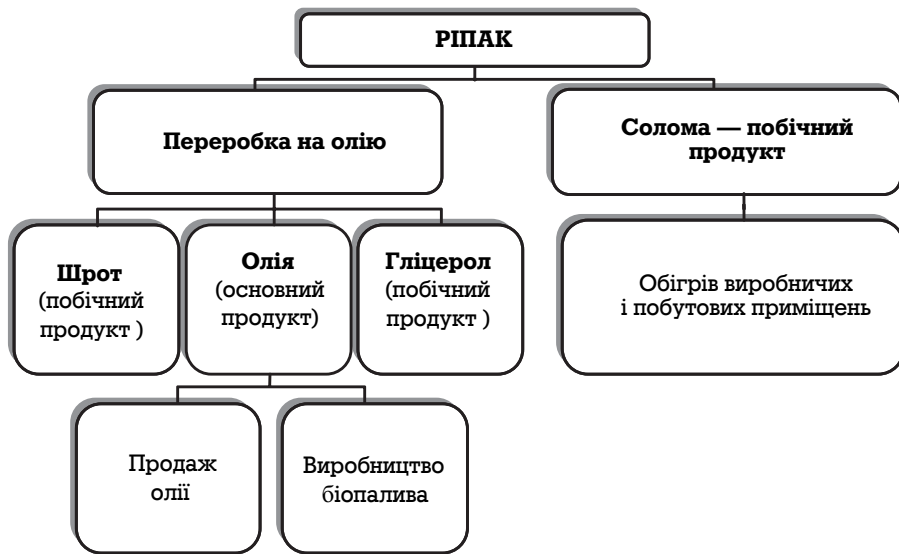 РІПАК
Переробка на олію
Солома — побічний
продукт
Шрот
(побічний
продукт )
Олія
(основний
продукт)
Гліцерол
(побічний
продукт )
Обігрів виробничих
і побутових приміщень
Продаж
олії
Виробництво
біопалива